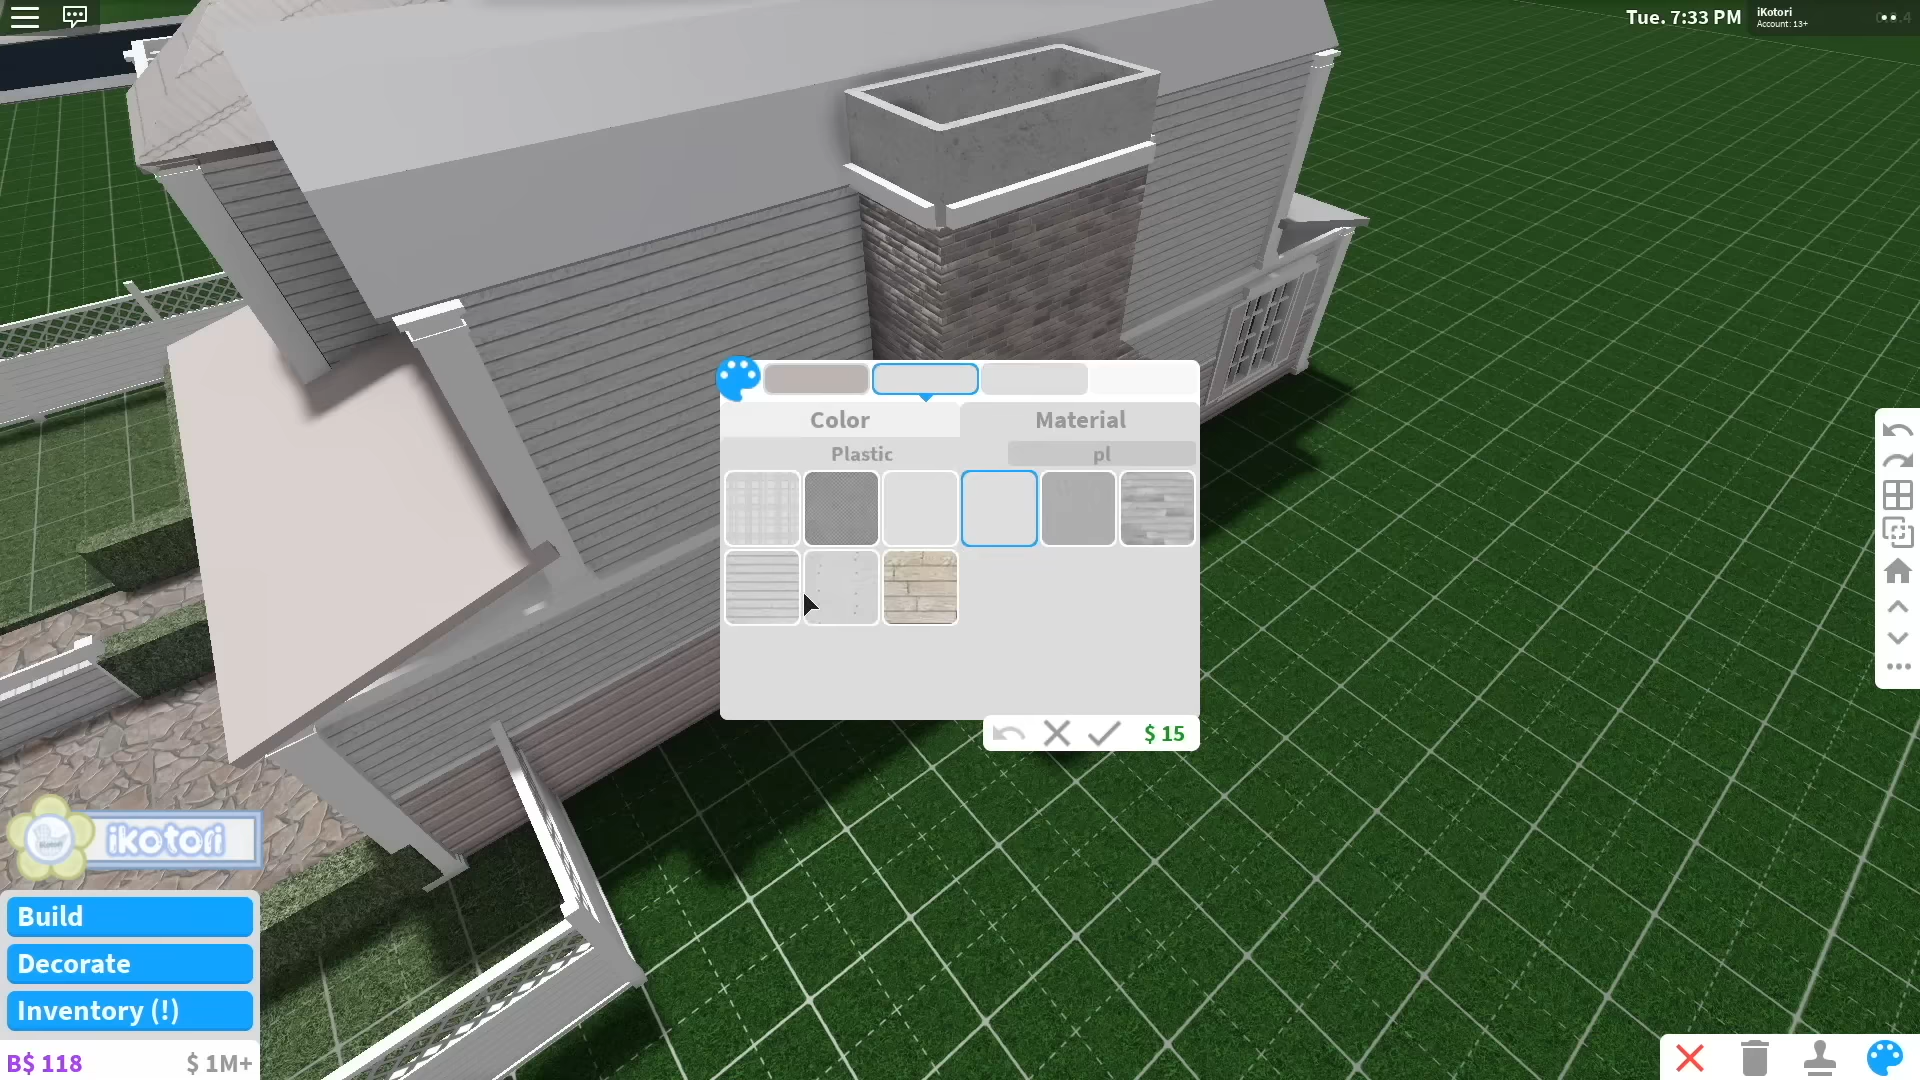 Tue. 7:33 PM
iKotori
Account: 13+
Color
Material
Plastic
pl
$ 15
ikotori
Build
Decorate
Inventory (!)
B$ 118
$ 1M+